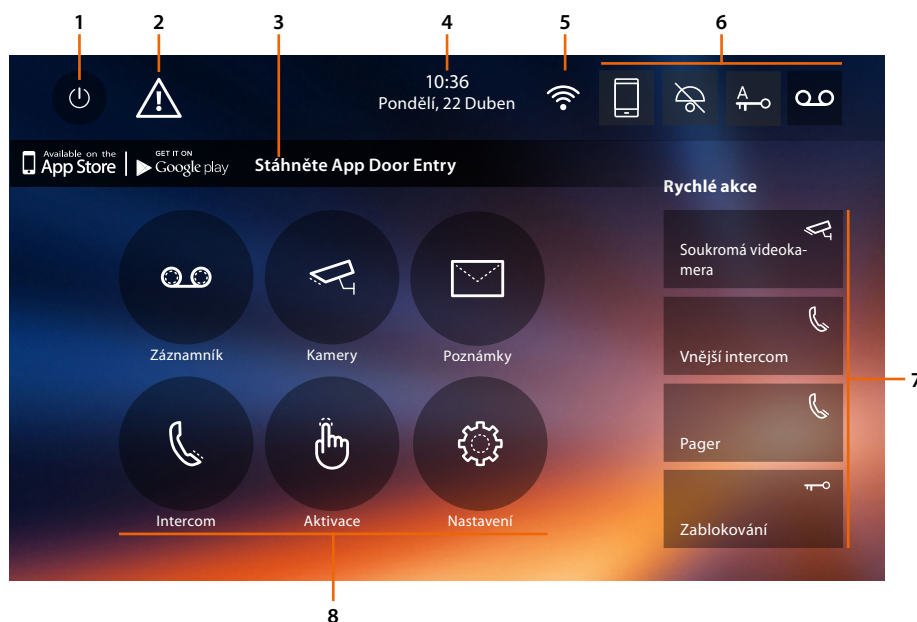 1 2 3 4 5 6
10:36
Pondělí, 22 Duben
A
Available on the
App Store
GET IT ON
Google play
Stáhněte App Door Entry
Rychlé akce
Soukromá videoka-
mera
Vnější intercom
Pager
Zablokování
7
Záznamník
Kamery
Poznámky
Intercom
Aktivace
Nastavení
8